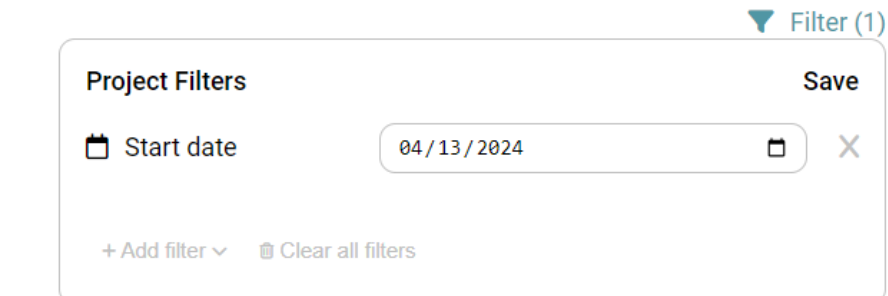 Filter (1)
Project Filters Save
Start date 04/13/2024
+ Add filter Clear all filters